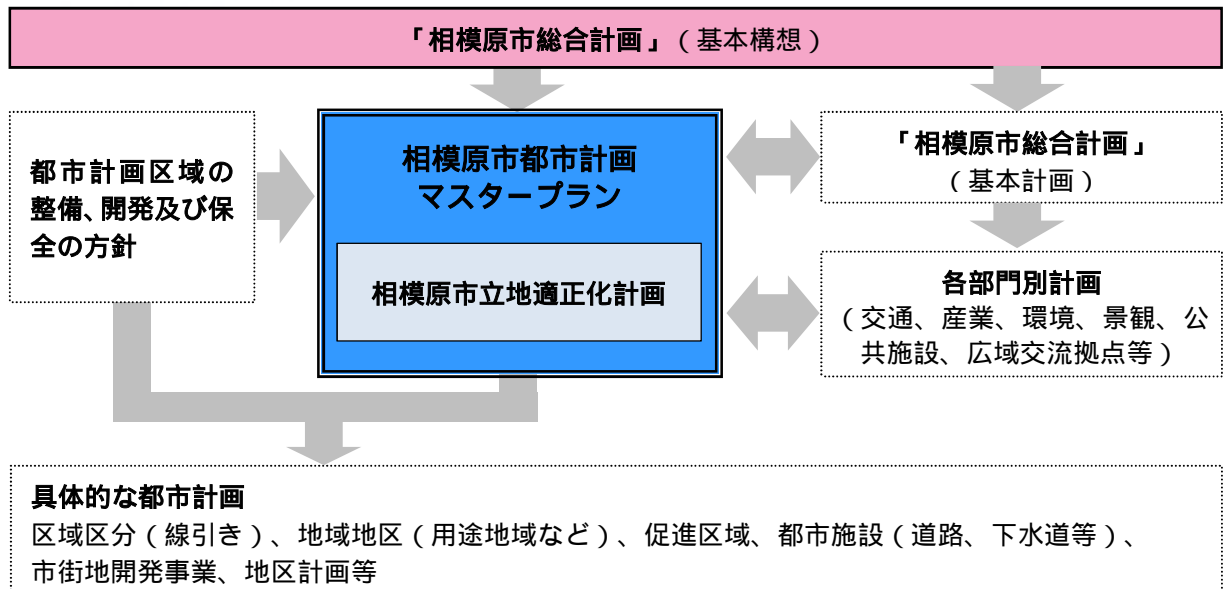 「相模原市総合計画」（基本構想）
都市計画区域の
整備、開発及び保
全の方針
相模原市都市計画
マスタープラン
相模原市立地適正化計画
「相模原市総合計画」
（基本計画）
各部門別計画
（交通、産業、環境、景観、公
共施設、広域交流拠点等）
具体的な都市計画
区域区分（線引き）、地域地区（用途地域など）、促進区域、都市施設（道路、下水道等）、
市街地開発事業、地区計画等